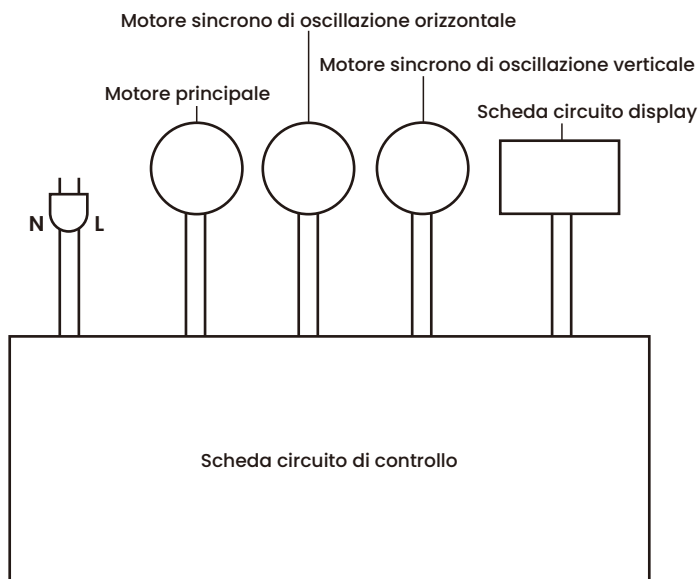 Motore sincrono di oscillazione orizzontale
Motore sincrono di oscillazione verticale
Motore principale
Scheda circuito display
N
L
Scheda circuito di controllo